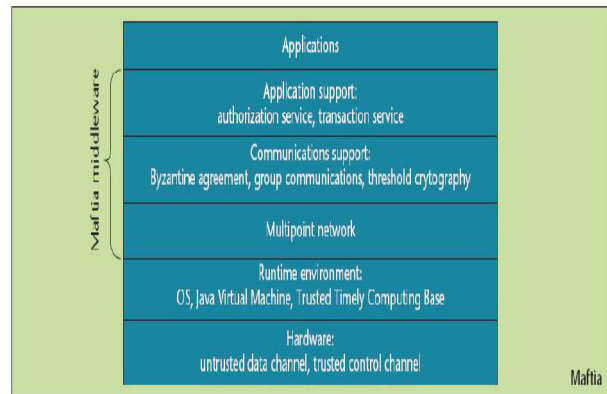 Applications
Maftia middleware
Application support:
authorization service, transaction service
Communications support:
Byzantine agreement, group communications, threshold crytography
Multipoint network
Runtime environment:
OS, Java Virtual Machine, Trusted Timely Computing Base
Hardware:
untrusted data channel, trusted control channel
Maftia